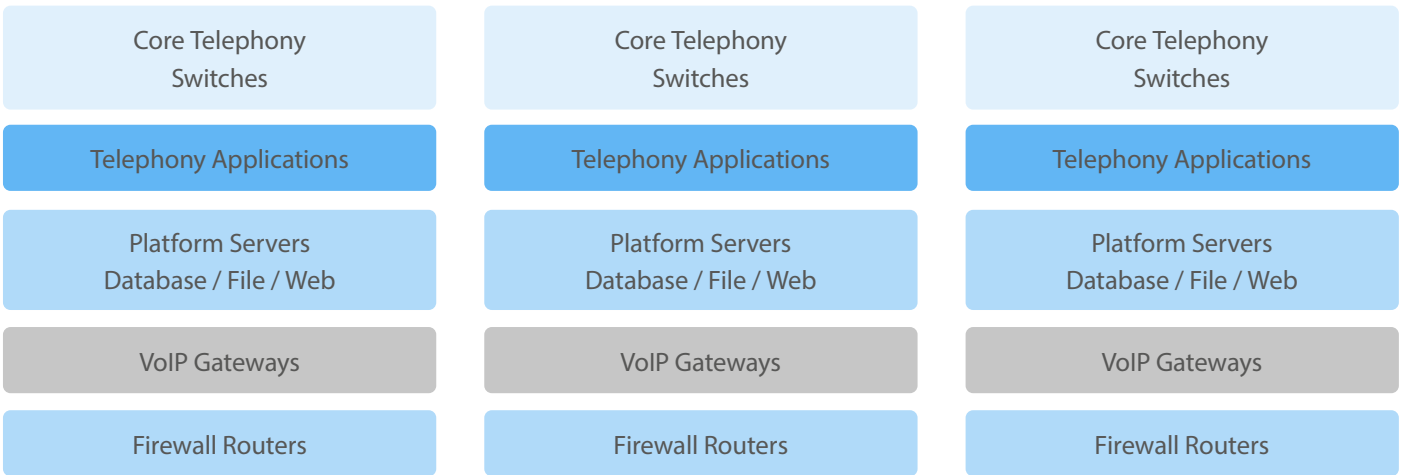 Core Telephony
Switches
Telephony Applications
Platform Servers
Database / File / Web
VoIP Gateways
Firewall Routers
Core Telephony
Switches
Telephony Applications
Platform Servers
Database / File / Web
VoIP Gateways
Firewall Routers
Core Telephony
Switches
Telephony Applications
Platform Servers
Database / File / Web
VoIP Gateways
Firewall Routers